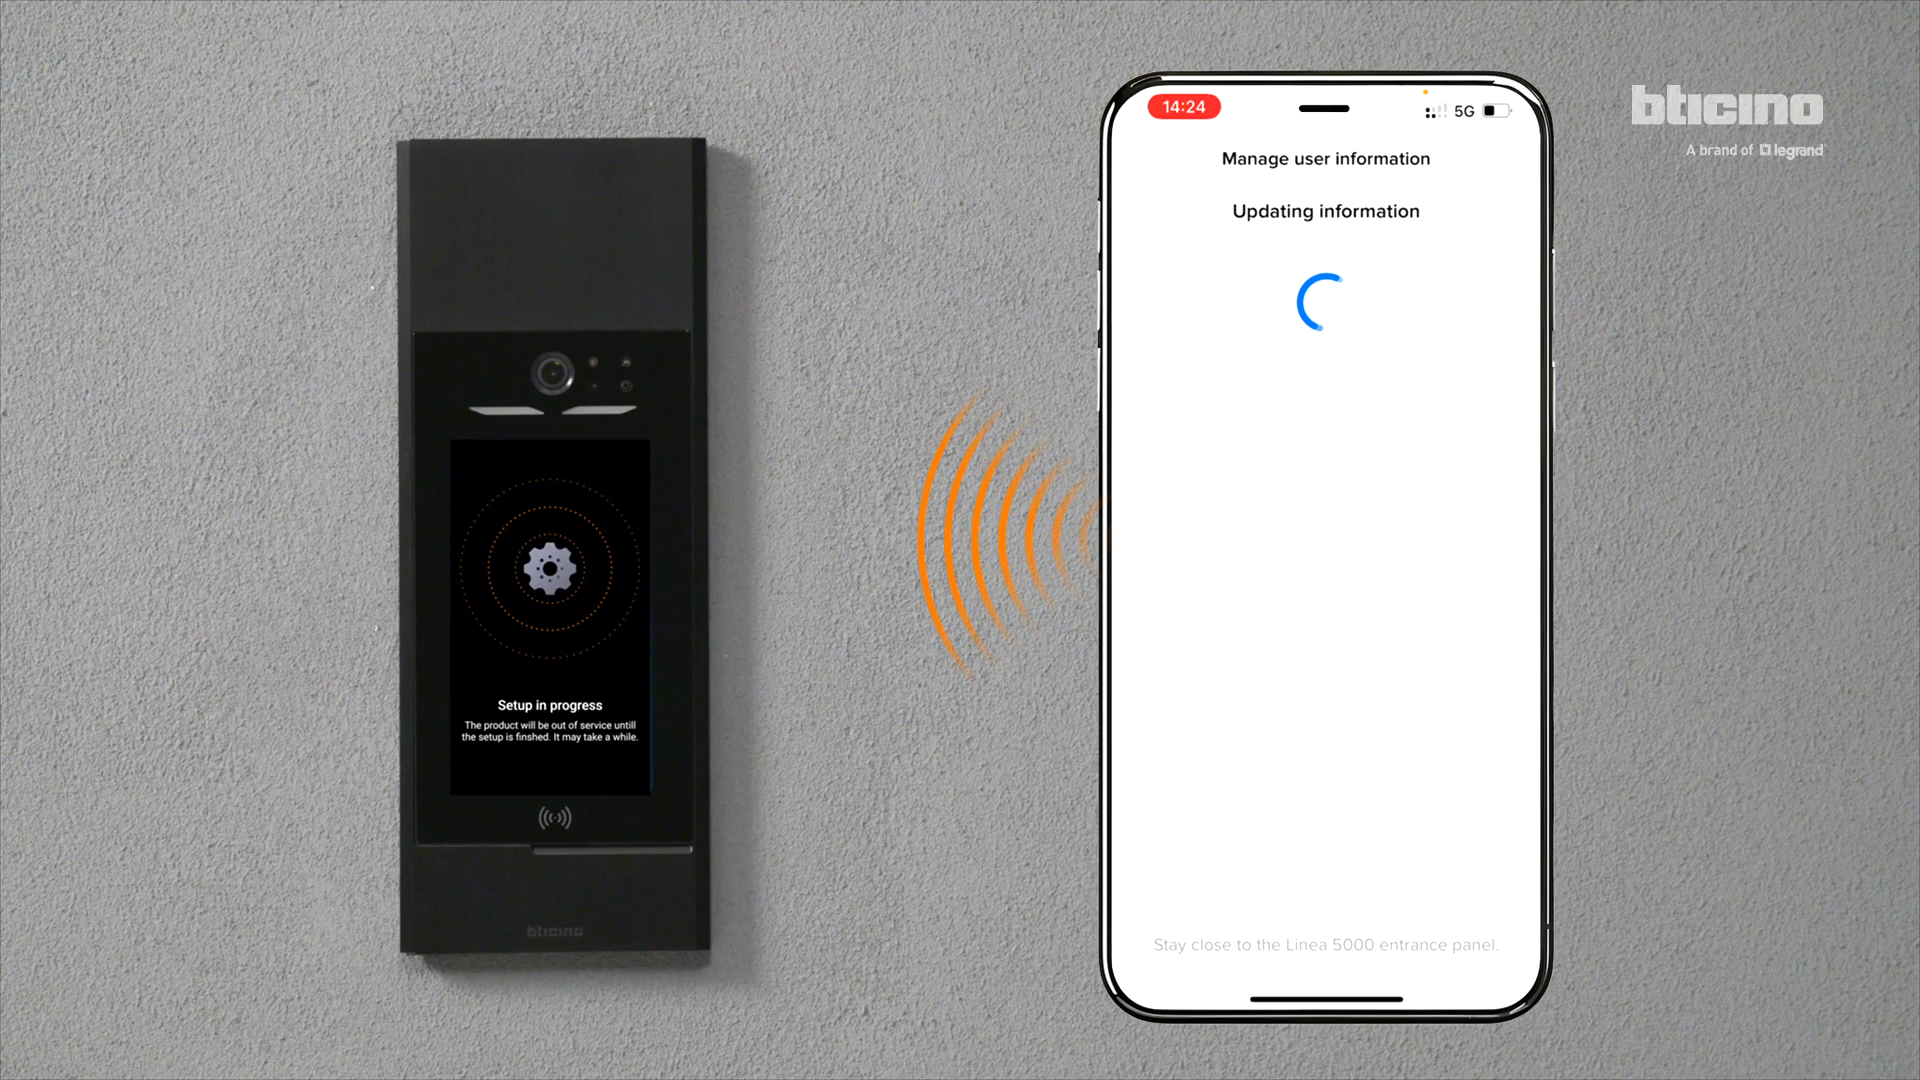 bticino
A brand of legrand
14:24
5G
Manage user information
Updating information
Stay close to the Linea 5000 entrance panel.
Setup in progress
The product will be out of service untill
the setup is finshed. It may take a while.
bticino